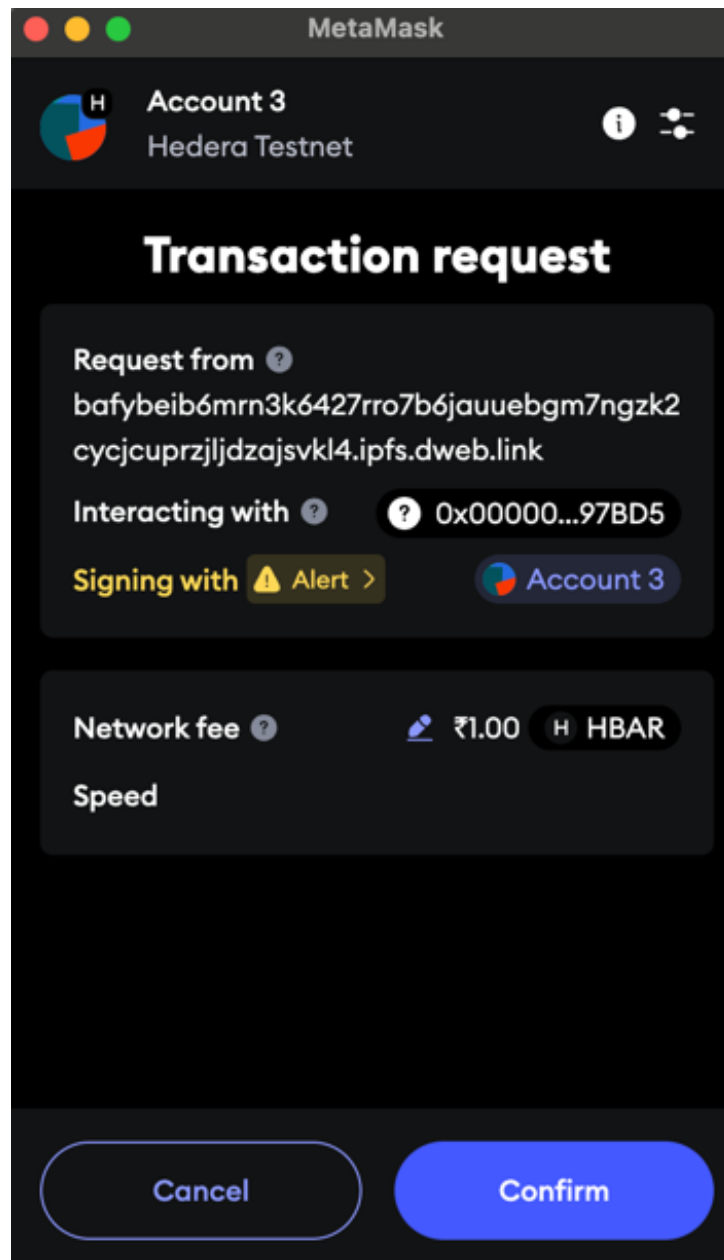 MetaMask
H
Account 3
Hedera Testnet
Transaction request
Request from ?
bafybeib6mrn3k6427rro7b6jauuebgm7ngzk2
cycjcuprzjljdzajsvkl4.ipfs.dweb.link
Interacting with ? ? 0x00000...97BD5
Signing with Alert > Account 3
Network fee ? ₹1.00 H HBAR
Speed
Cancel Confirm